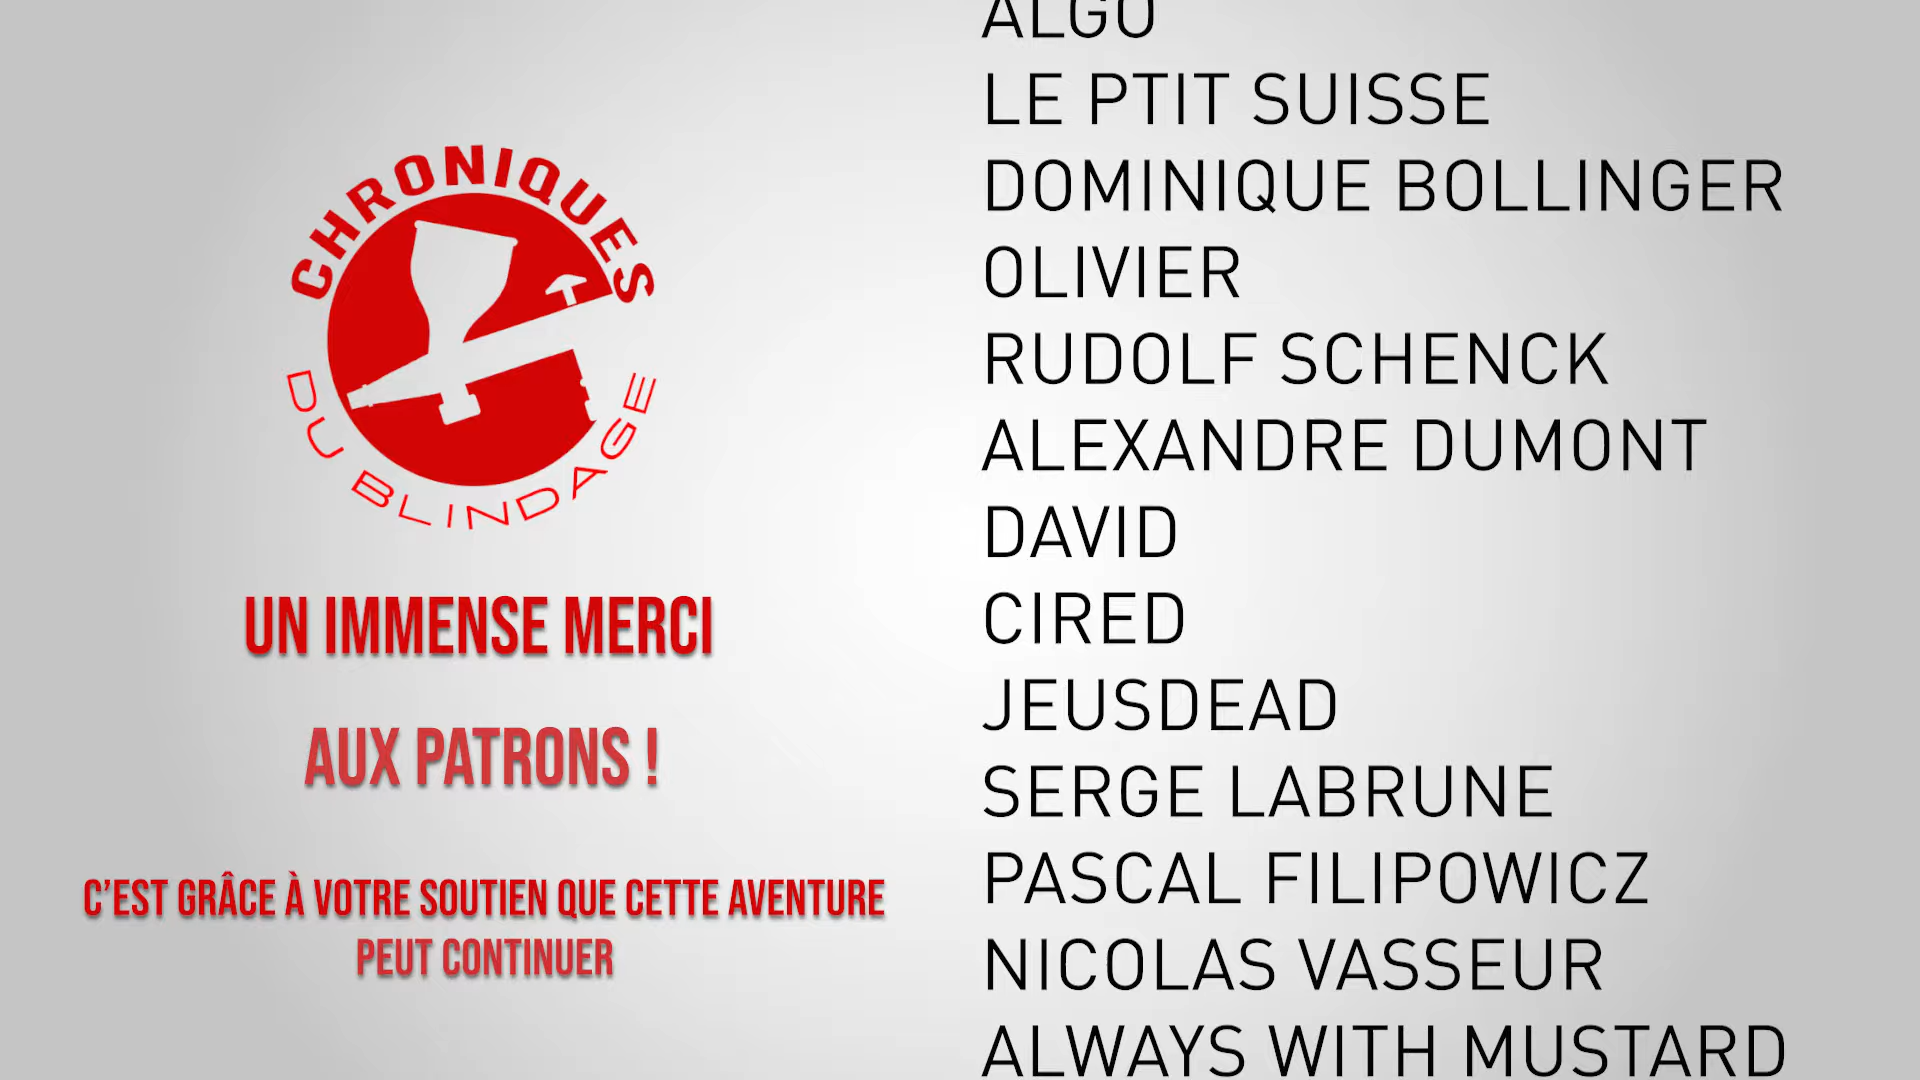 CHRONIQUES
DU BLINDAGE
UN IMMENSE MERCI
AUX PATRONS !
C’EST GRÂCE À VOTRE SOUTIEN QUE CETTE AVENTURE
PEUT CONTINUER
ALGO
LE PTIT SUISSE
DOMINIQUE BOLLINGER
OLIVIER
RUDOLF SCHENCK
ALEXANDRE DUMONT
DAVID
CIRED
JEUSDEAD
SERGE LABRUNE
PASCAL FILIPOWICZ
NICOLAS VASSEUR
ALWAYS WITH MUSTARD